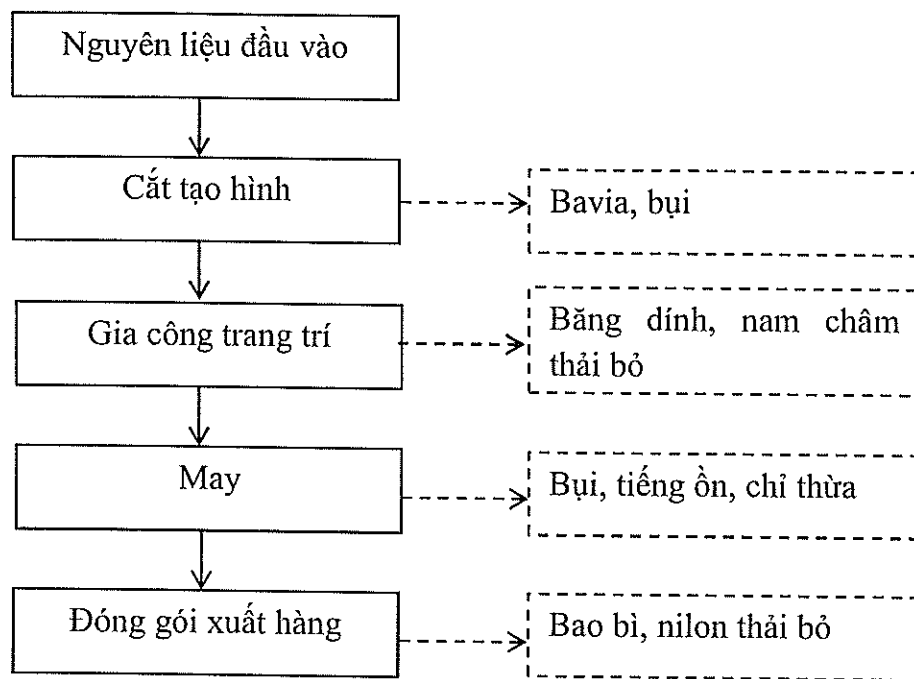 Nguyên liệu đầu vào
Cắt tạo hình
Bavia, bụi
Gia công trang trí
Băng dính, nam châm
thải bỏ
May
Bụi, tiếng ồn, chỉ thừa
Đóng gói xuất hàng
Bao bì, nilon thải bỏ